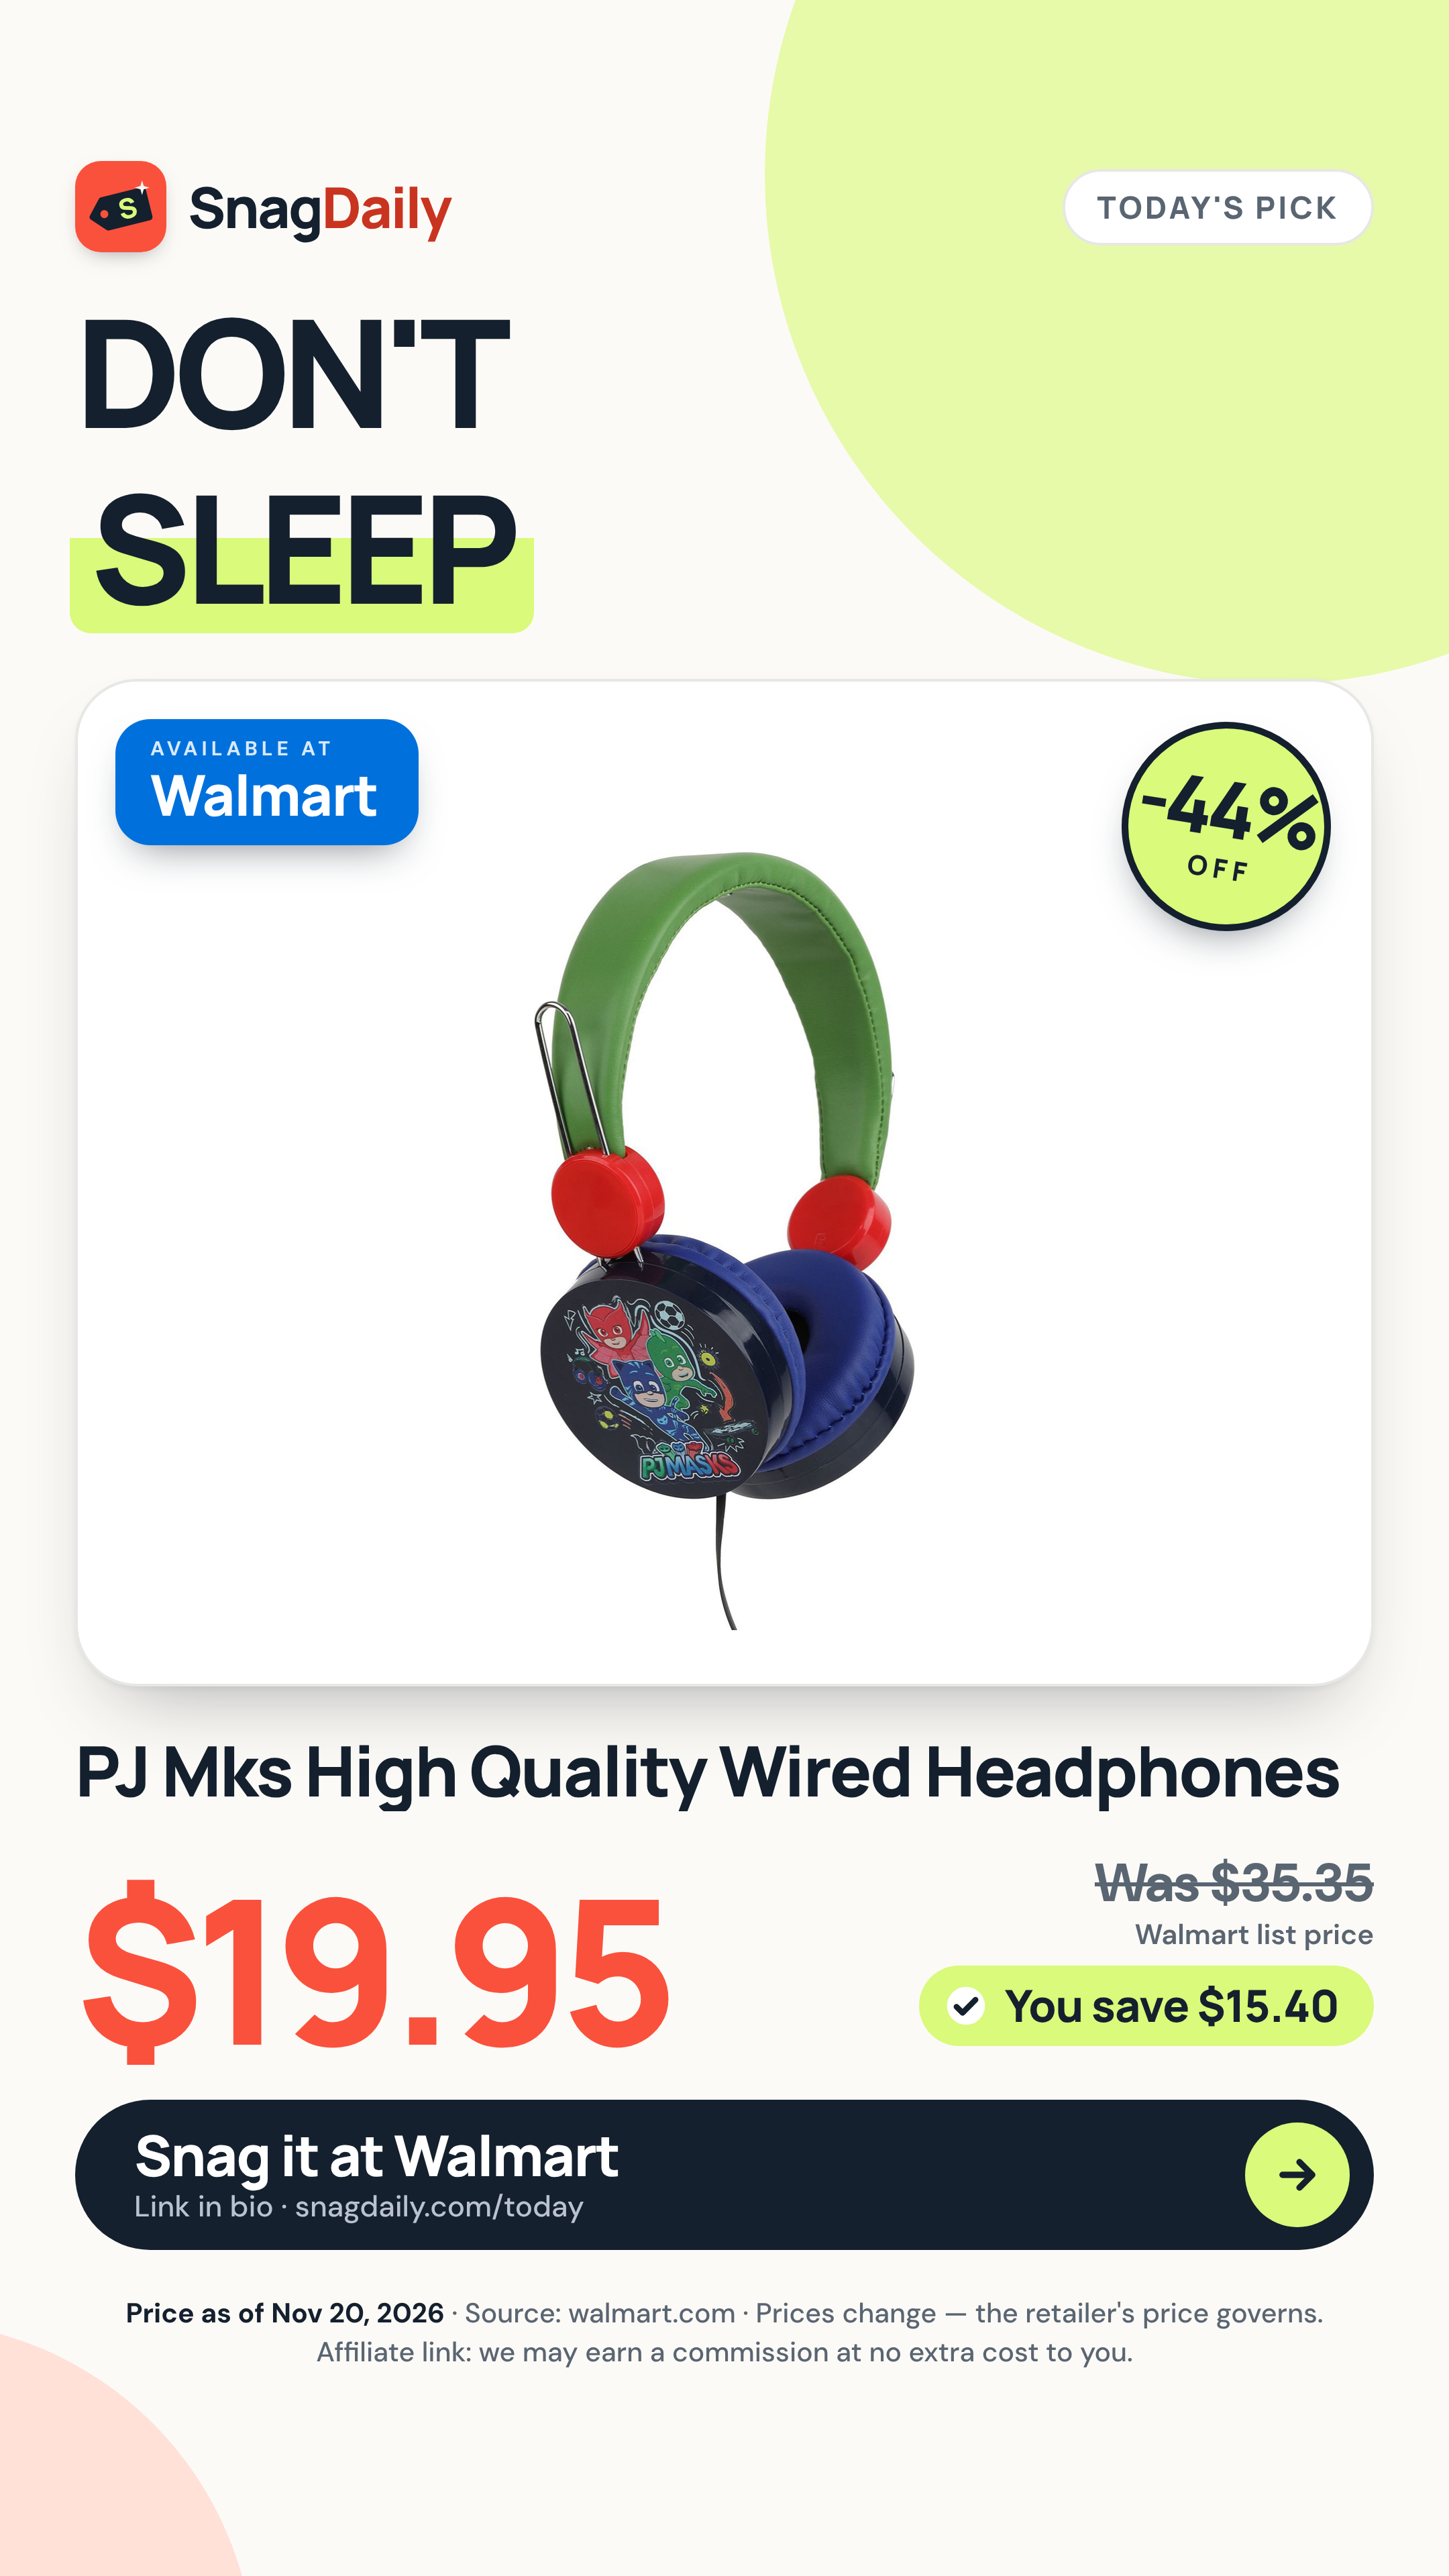 S
SnagDaily
TODAY'S PICK
DON'T
SLEEP
AVAILABLE AT
Walmart
-44%
OFF
PJMASKS
PJ Mks High Quality Wired Headphones
$19.95
Was $35.35
Walmart list price
You save $15.40
Snag it at Walmart
Link in bio · snagdaily.com/today
Price as of Nov 20, 2026 · Source: walmart.com · Prices change — the retailer's price governs.
Affiliate link: we may earn a commission at no extra cost to you.